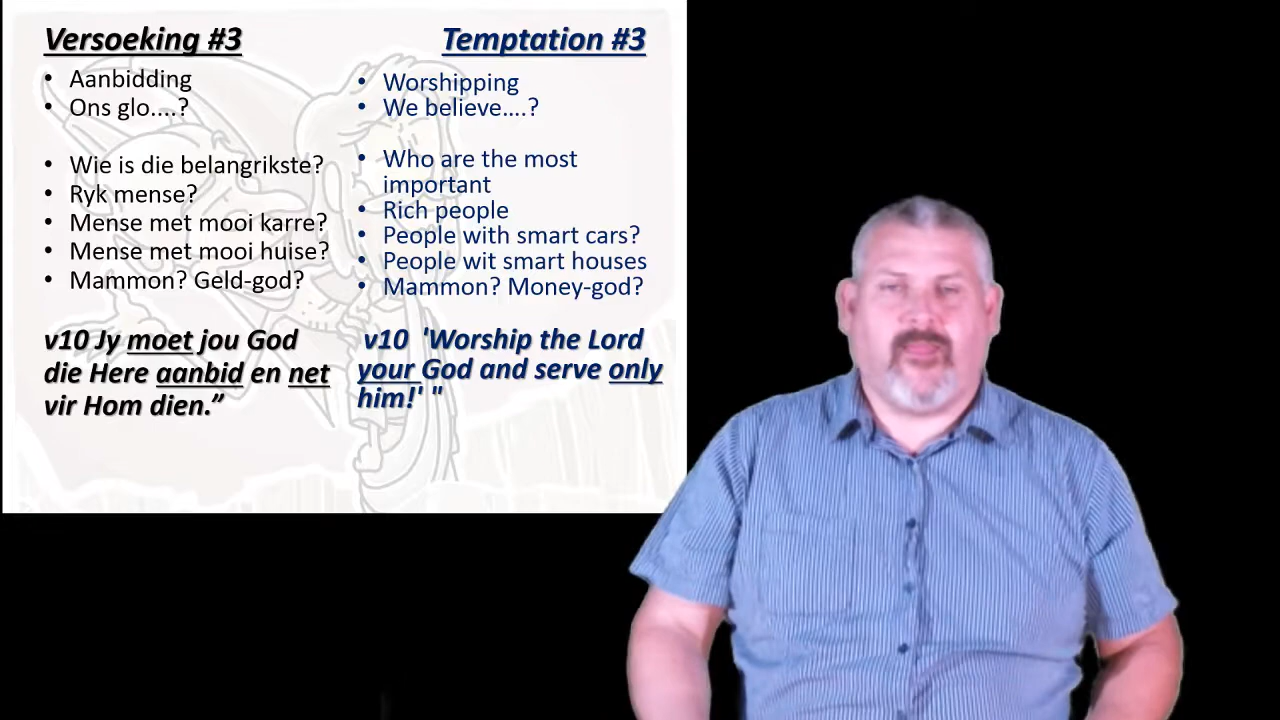 Versoeking #3
• Aanbidding
• Ons glo....?
• Wie is die belangrikste?
• Ryk mense?
• Mense met mooi karre?
• Mense met mooi huise?
• Mammon? Geld-god?
v10 Jy moet jou God
die Here aanbid en net
vir Hom dien.”
Temptation #3
• Worshipping
• We believe....?
• Who are the most
important
• Rich people
• People with smart cars?
• People wit smart houses
• Mammon? Money-god?
v10 'Worship the Lord
your God and serve only
him!' "